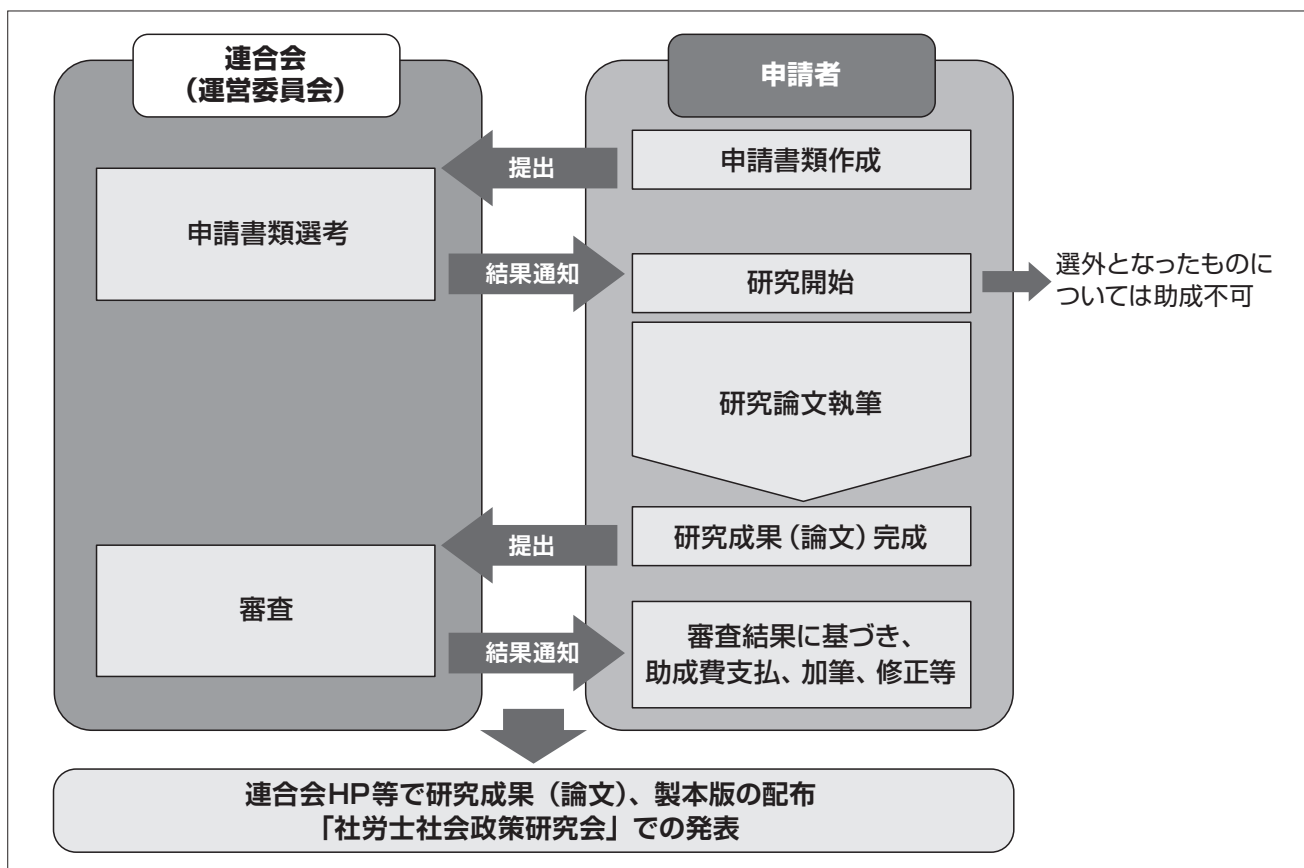 連合会
（運営委員会）
申請者
申請書類作成
提出
申請書類選考
結果通知
研究開始
選外となったものに
ついては助成不可
研究論文執筆
研究成果（論文）完成
提出
審査
結果通知
審査結果に基づき、
助成費支払、加筆、修正等
連合会HP等で研究成果（論文）、製本版の配布
「社労士社会政策研究会」での発表